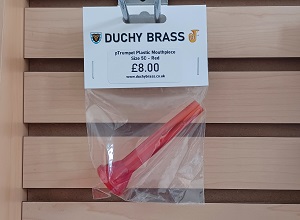 DUCHY BRASS
pTrumpet Plastic Mouthpiece
Size 5C - Red
£8.00
www.duchybrass.co.uk